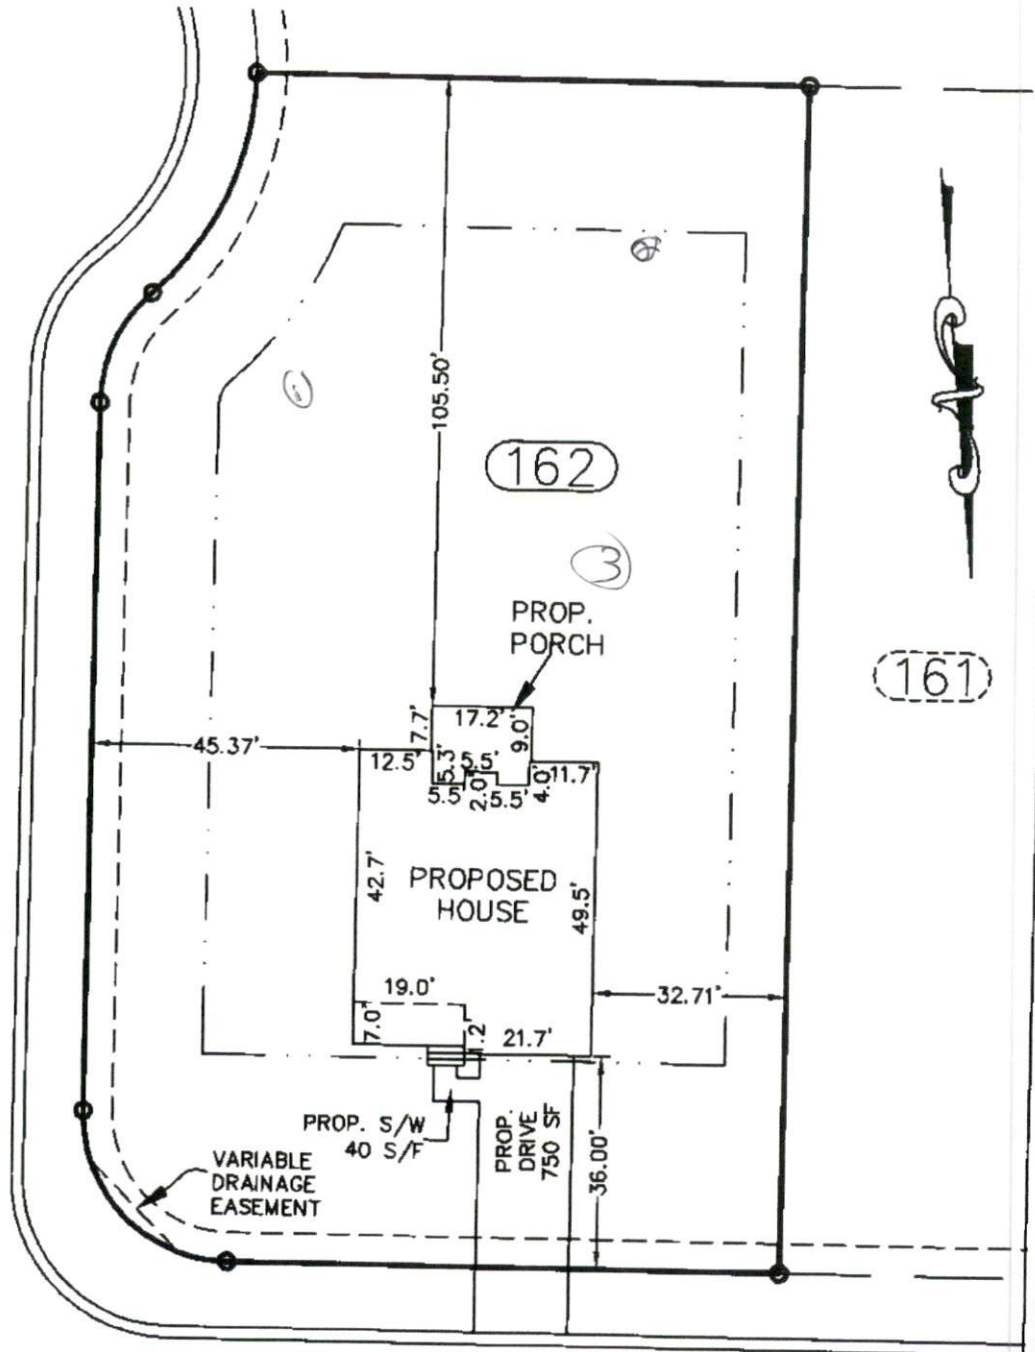 105.50'
162
3
PROP.
PORCH
161
7.7'
17.2'
9.0'
45.37'
12.5'
5.3'
5.5'
11.7'
5.5'
2.0'
5.5'
4.0'
42.7'
PROPOSED
HOUSE
49.5'
19.0'
32.71'
7.0'
21.7'
PROP. S/W
40 S/F
PROP.
DRIVE
750 SF
36.00'
VARIABLE
DRAINAGE
EASEMENT